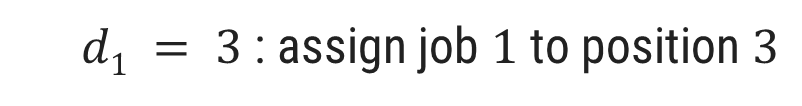 d₁ = 3 : assign job 1 to position 3